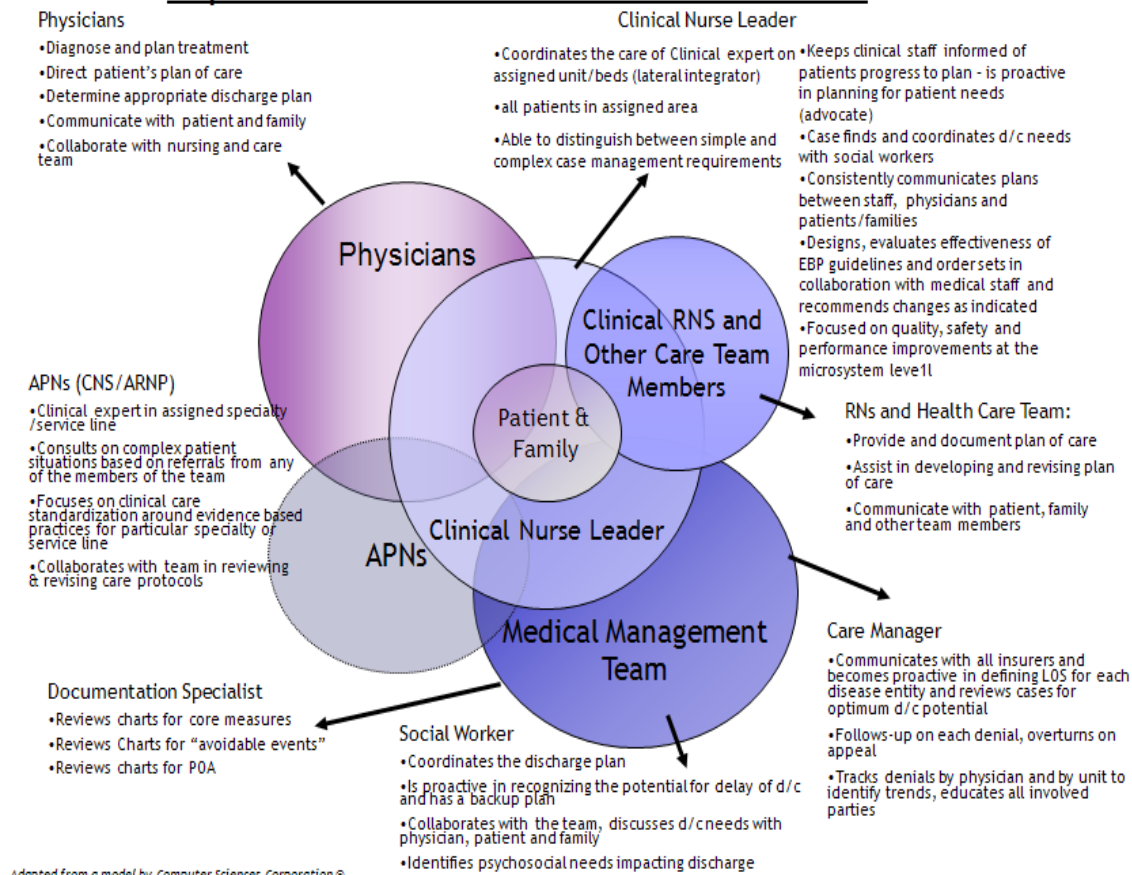 Physicians
•Diagnose and plan treatment
•Direct patient's plan of care
•Determine appropriate discharge plan
•Communicate with patient and family
•Collaborate with nursing and care
team
Clinical Nurse Leader
•Coordinates the care of Clinical expert on
assigned unit/beds (lateral integrator)
•all patients in assigned area
•Able to distinguish between simple and
complex case management requirements
•Keeps clinical staff informed of
patients progress to plan - is proactive
in planning for patient needs
(advocate)
•Case finds and coordinates d/c needs
with social workers
•Consistently communicates plans
between staff, physicians and
patients/families
•Designs, evaluates effectiveness of
EBP guidelines and order sets in
collaboration with medical staff and
recommends changes as indicated
•Focused on quality, safety and
performance improvements at the
microsystem leve1l
Physicians
Clinical RNS and
Other Care Team
Members
Patient &
Family
Clinical Nurse Leader
APNs
Medical Management
Team
APNs (CNS/ARNP)
•Clinical expert in assigned specialty
/service line
•Consults on complex patient
situations based on referrals from any
of the members of the team
•Focuses on clinical care
standardization around evidence based
practices for particular specialty or
service line
•Collaborates with team in reviewing
& revising care protocols
RNs and Health Care Team:
•Provide and document plan of care
•Assist in developing and revising plan
of care
•Communicate with patient, family
and other team members
Care Manager
•Communicates with all insurers and
becomes proactive in defining LOS for each
disease entity and reviews cases for
optimum d/c potential
•Follows-up on each denial, overturns on
appeal
•Tracks denials by physician and by unit to
identify trends, educates all involved
parties
Documentation Specialist
•Reviews charts for core measures
•Reviews Charts for "avoidable events"
•Reviews charts for POA
Social Worker
•Coordinates the discharge plan
•Is proactive in recognizing the potential for delay of d/c
and has a backup plan
•Collaborates with the team, discusses d/c needs with
physician, patient and family
•Identifies psychosocial needs impacting discharge
Adapted from a model by Computer Sciences Corporation®